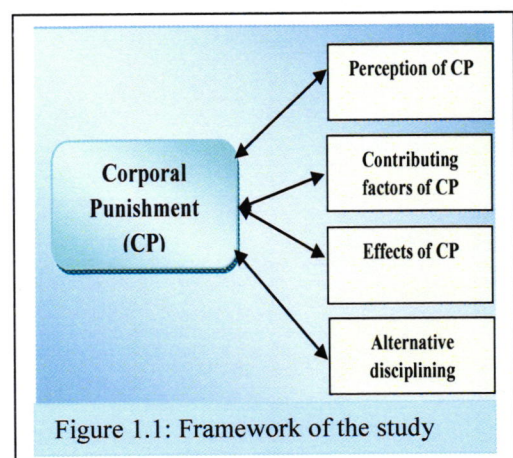 Corporal
Punishment
(CP)
Perception of CP
Contributing
factors of CP
Effects of CP
Alternative
disciplining
Figure 1.1: Framework of the study